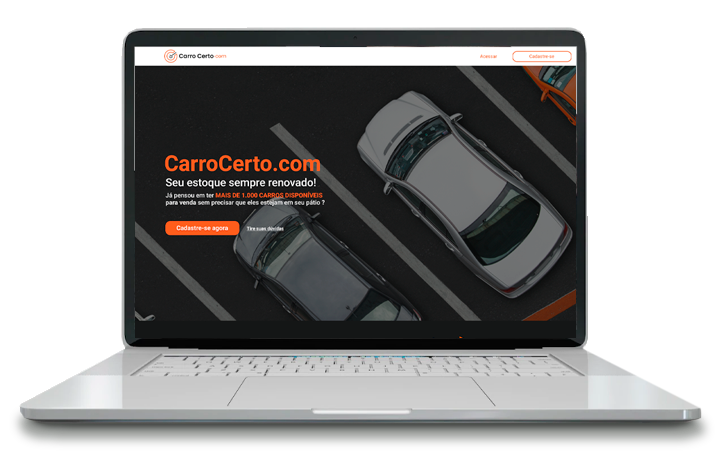 Carro Certo.com
Acessar
Cadastre-se
CarroCerto.com
Seu estoque sempre renovado!
Já pensou em ter MAIS DE 1.000 CARROS DISPONÍVEIS
para venda sem precisar que eles estejam em seu pátio ?
Cadastre-se agora
Tire suas dúvidas